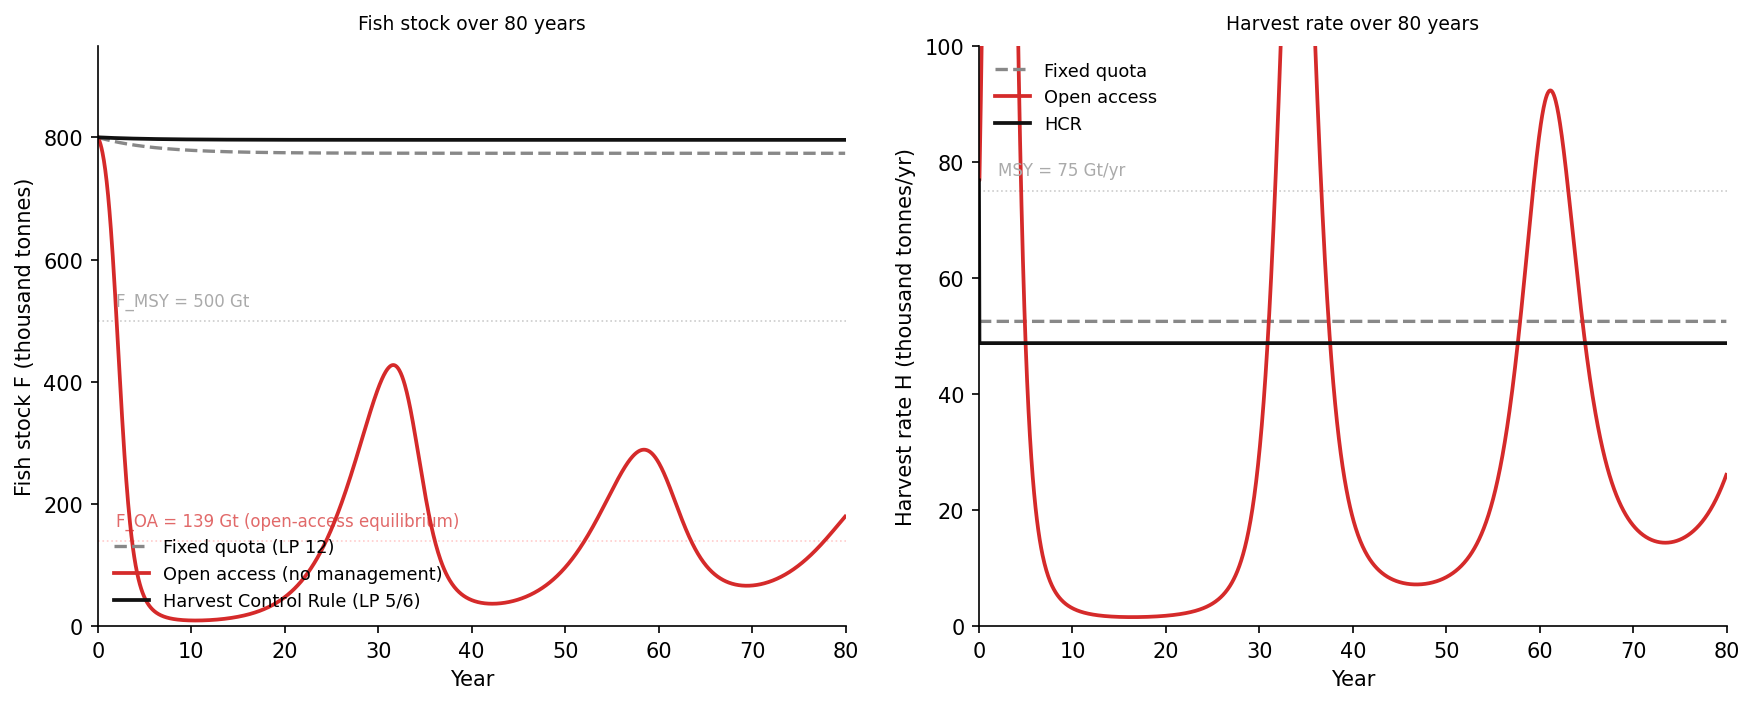 Fish stock over 80 years
Fish stock F (thousand tonnes)
800
600
400
200
0
F_MSY = 500 Gt
F_OA = 139 Gt (open-access equilibrium)
Fixed quota (LP 12)
Open access (no management)
Harvest Control Rule (LP 5/6)
0 10 20 30 40 50 60 70 80
Year
Harvest rate over 80 years
Harvest rate H (thousand tonnes/yr)
100
80
60
40
20
0
Fixed quota
Open access
HCR
MSY = 75 Gt/yr
0 10 20 30 40 50 60 70 80
Year